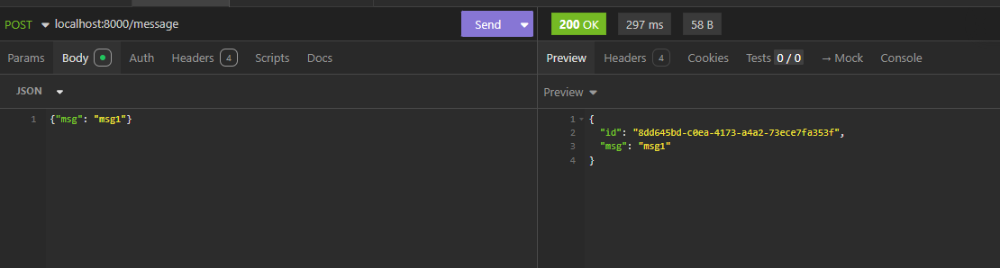 POST localhost:8000/message Send 200 OK 297 ms 58 B
Params Body Auth Headers 4 Scripts Docs Preview Headers 4 Cookies Tests 0 / 0 → Mock Console
JSON
1 {"msg": "msg1"}
Preview
1 {
2 "id": "8dd645bd-c0ea-4173-a4a2-73ece7fa353f",
3 "msg": "msg1"
4 }